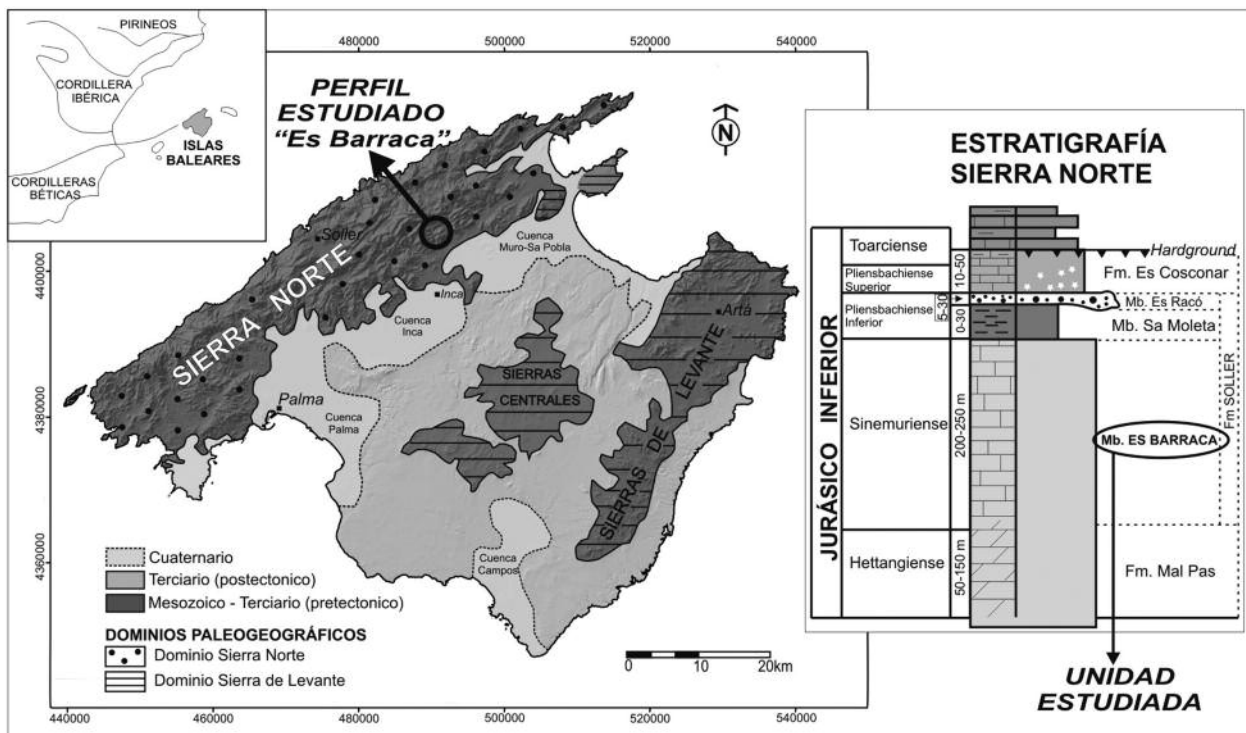 PIRINEOS
CORDILLERA
IBÉRICA
ISLAS
BALEARES
CORDILLERAS
BÉTICAS
480000
500000
520000
540000
PERFIL
ESTUDIADO
“Es Barraca”
N
Soller
SIERRA NORTE
Cuenca
Muro-Sa Pobla
Inca
Cuenca
Inca
Artà
SIERRAS
CENTRALES
SIERRAS DE LEVANTE
Palma
Cuenca
Palma
Cuenca
Campos
4400000
4380000
4360000
Cuaternario
Terciario (postectonico)
Mesozoico - Terciario (pretectonico)
DOMINIOS PALEOGEOGRÁFICOS
Dominio Sierra Norte
Dominio Sierra de Levante
0 10 20km
440000
460000
480000
500000
520000
540000
ESTRATIGRAFÍA
SIERRA NORTE
JURÁSICO INFERIOR
Toarciense
Hardground
Pliensbachiense
Superior
10-50
Fm. Es Cosconar
Pliensbachiense
Inferior
5-30
0-30
Mb. Es Racó
Mb. Sa Moleta
Fm SOLLER
Sinemuriense
200-250 m
Mb. ES BARRACA
Hettangiense
50-150 m
Fm. Mal Pas
UNIDAD
ESTUDIADA